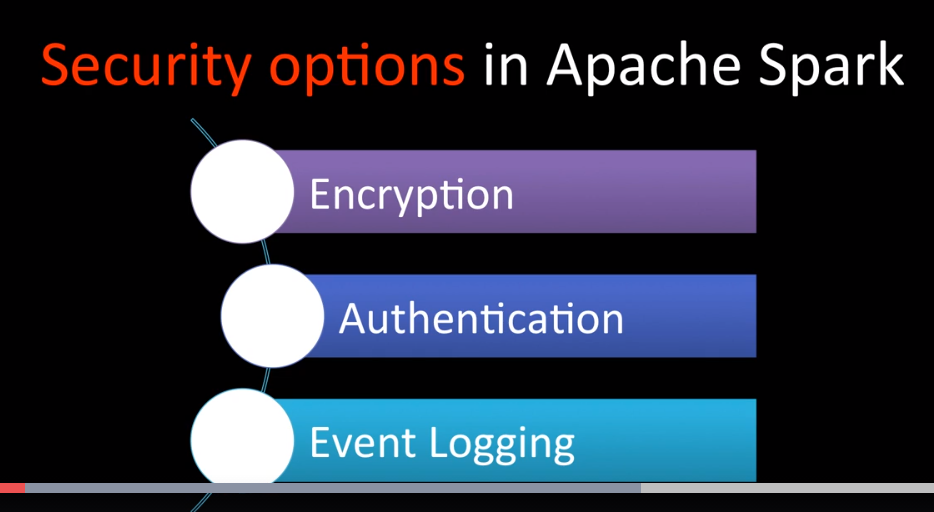 Security options in Apache Spark
Encryption
Authentication
Event Logging